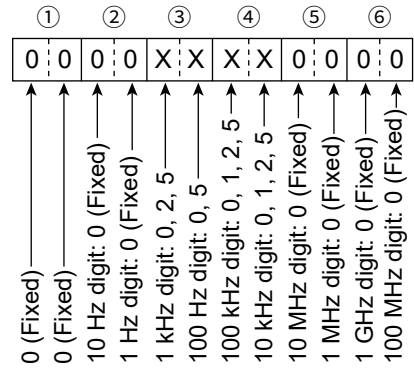 ① ② ③ ④ ⑤ ⑥
0 0 0 0 X X X X 0 0 0 0
0 (Fixed)
0 (Fixed)
10 Hz digit: 0 (Fixed)
1 Hz digit: 0 (Fixed)
1 kHz digit: 0, 2, 5
100 Hz digit: 0, 5
100 kHz digit: 0, 1, 2, 5
10 kHz digit: 0, 1, 2, 5
10 MHz digit: 0 (Fixed)
1 MHz digit: 0 (Fixed)
1 GHz digit: 0 (Fixed)
100 MHz digit: 0 (Fixed)